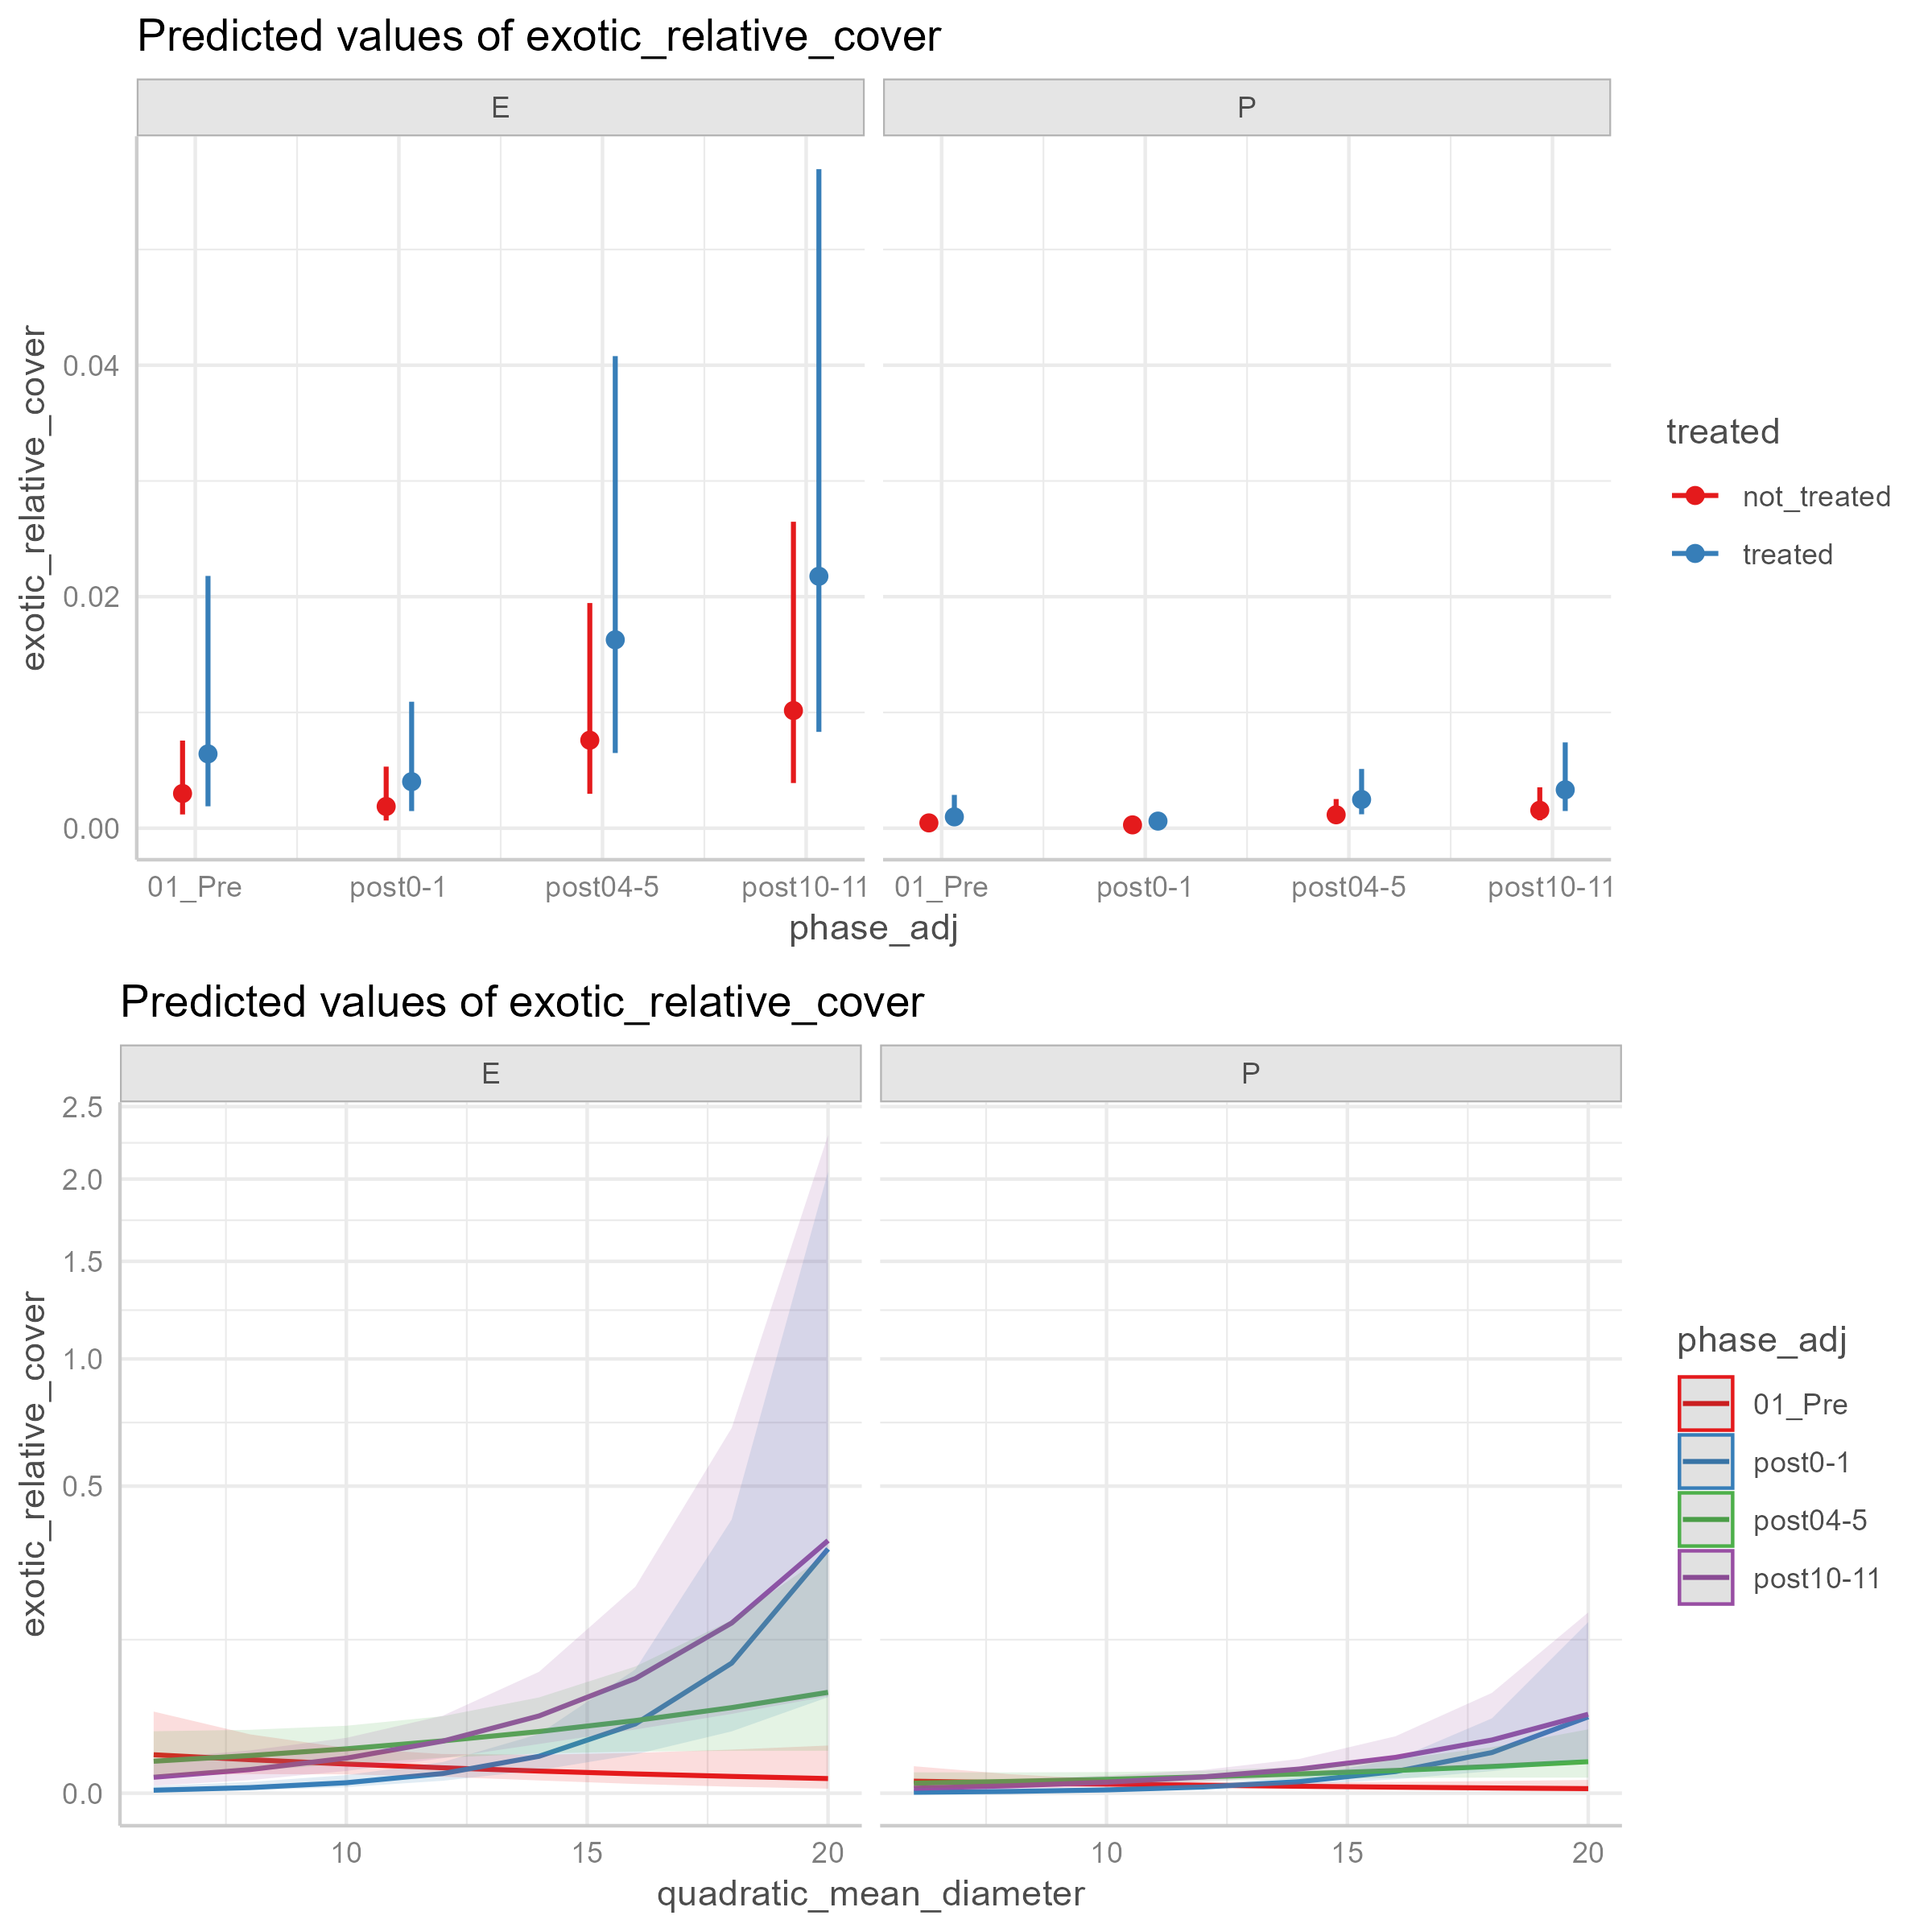 Predicted values of exotic_relative_cover
E P
exotic_relative_cover
0.04
0.02
0.00
01_Pre post0-1 post04-5 post10-11 01_Pre post0-1 post04-5 post10-11
phase_adj
treated
not_treated
treated
Predicted values of exotic_relative_cover
E P
exotic_relative_cover
2.5
2.0
1.5
1.0
0.5
0.0
10 15 20 10 15 20
quadratic_mean_diameter
phase_adj
01_Pre
post0-1
post04-5
post10-11